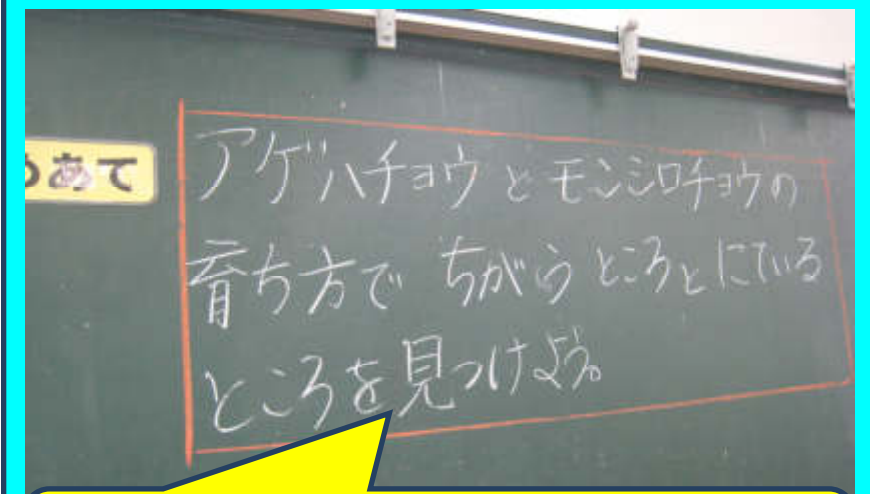 めあて
アゲハチョウとモンシロチョウの
育ち方で ちがうところとにている
ところを見つけよう。